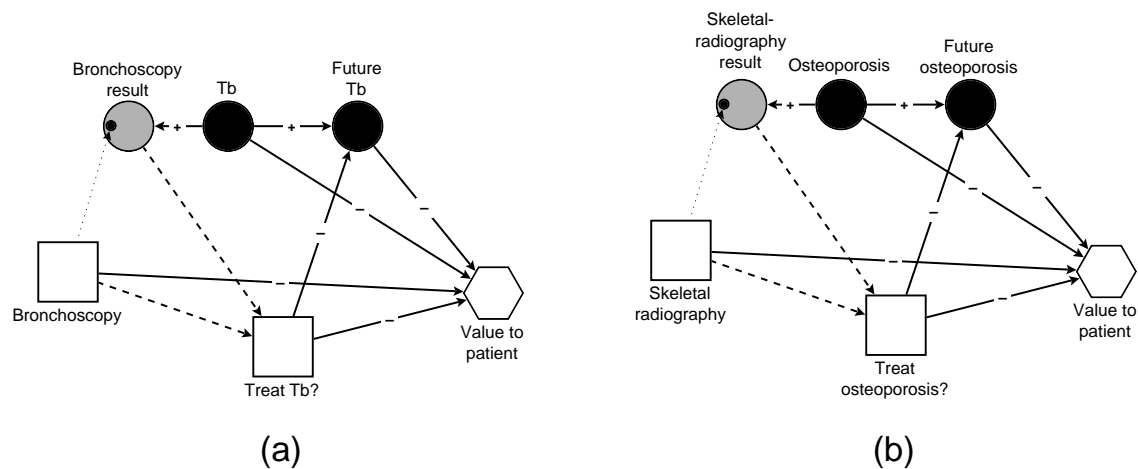 Bronchoscopy
result
Tb
Future
Tb
+
+
–
–
–
–
–
Bronchoscopy
Treat Tb?
Value to
patient
(a)
Skeletal-
radiography
result
Osteoporosis
Future
osteoporosis
+
+
–
–
–
–
–
Skeletal
radiography
Treat
osteoporosis?
Value to
patient
(b)